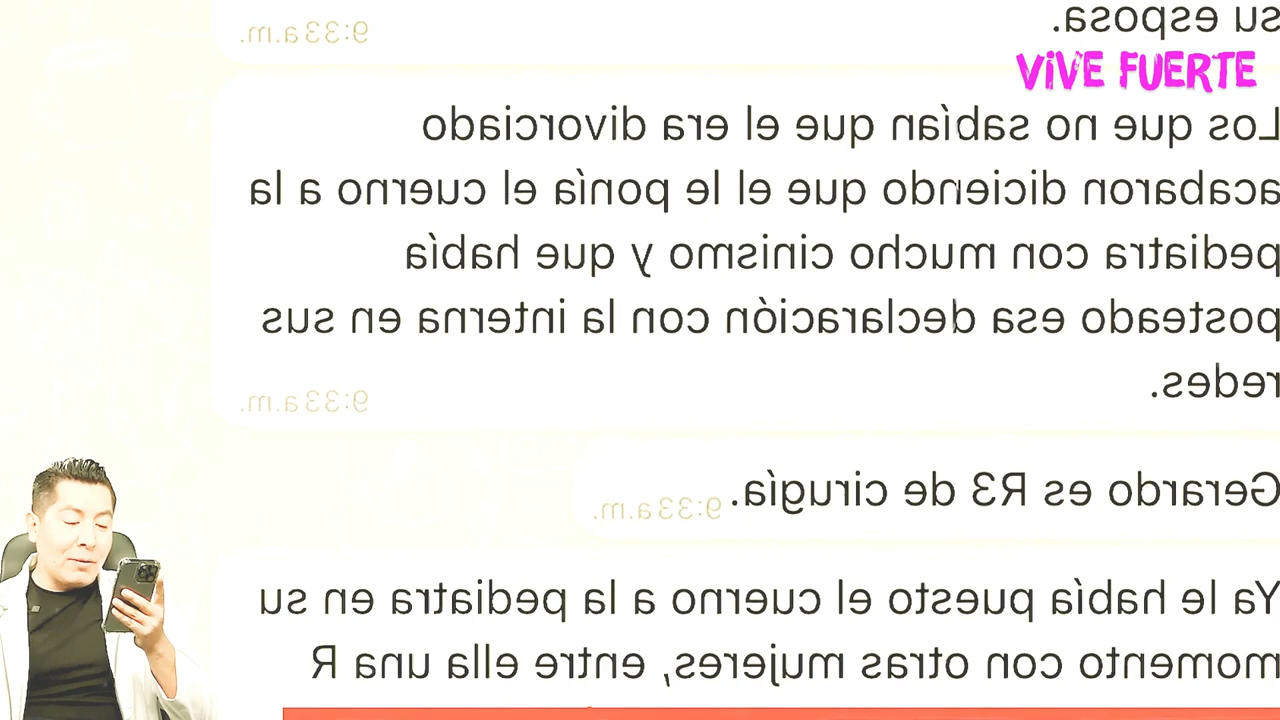 su esposa.
9:33 a.m.
VIVE FUERTE
Los que no sabían que el era divorciado
acabaron diciendo que el le ponía el cuerno a la
pediatra con mucho cinismo y que había
posteado esa declaración con la interna en sus
redes.
9:33 a.m.
Gerardo es R3 de cirugía.
9:33 a.m.
Ya le había puesto el cuerno a la pediatra en su
momento con otras mujeres, entre ella una R